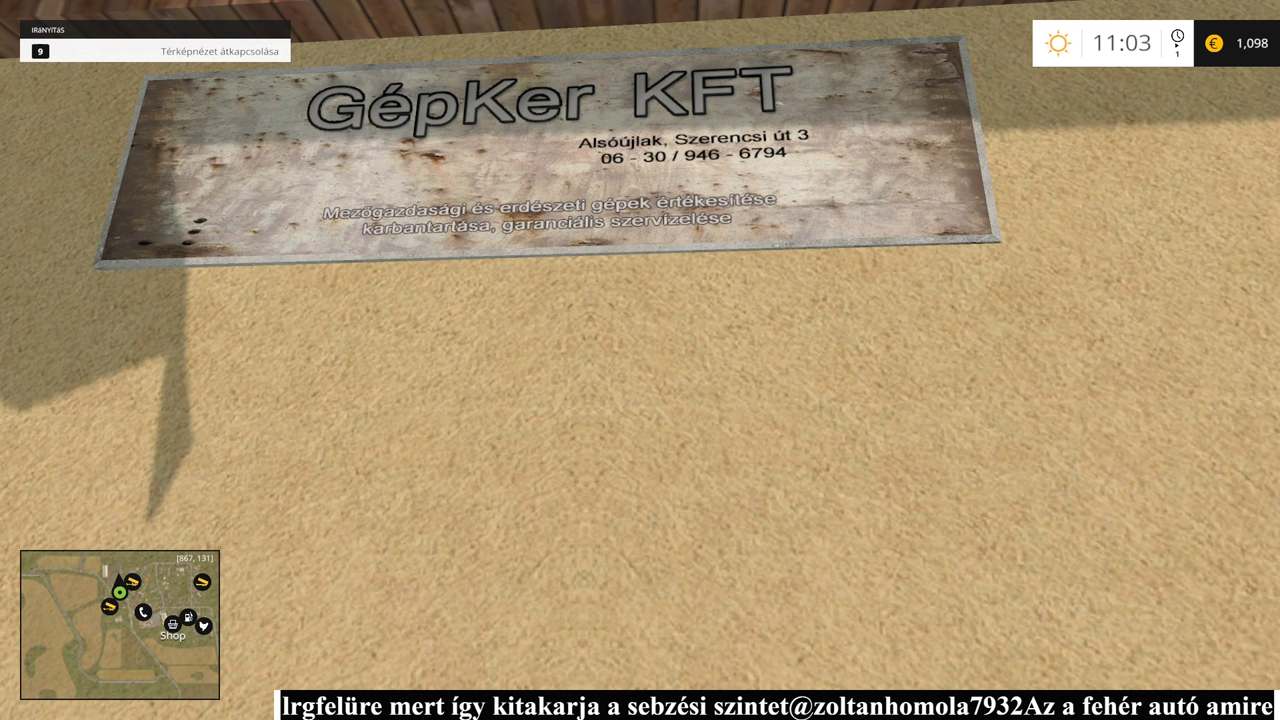 IRÁNYÍTÁS
9 Térképnézet átkapcsolása
11:03
1
1,098
GépKer KFT
Alsóújlak, Szerencsi út 3
06 - 30 / 946 - 6794
Mezőgazdasági és erdészeti gépek értékesítése
karbantartása, garanciális szervizelése
[867, 131]
Shop
lrgfelüre mert így kitakarja a sebzési szintet@zoltanhomola7932Az a fehér autó amire